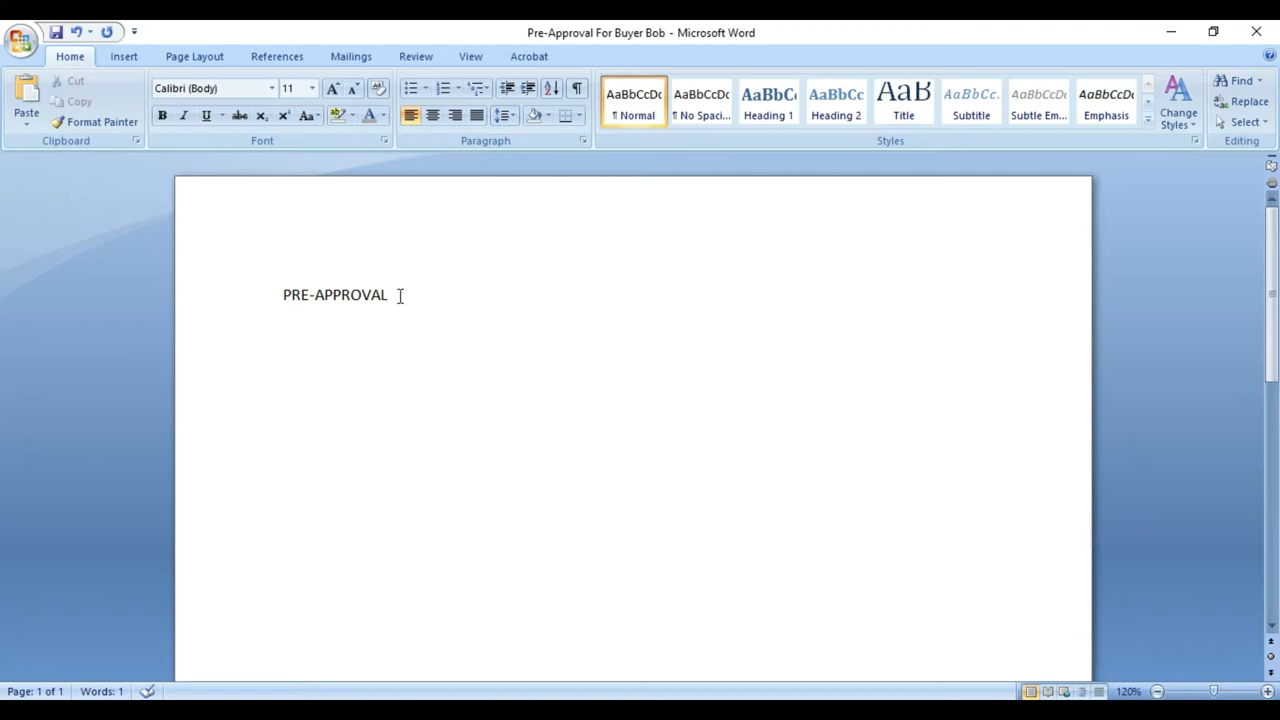 Pre-Approval For Buyer Bob - Microsoft Word
Home Insert Page Layout References Mailings Review View Acrobat
Paste
Cut
Copy
Format Painter
Clipboard
Calibri (Body) 11
Font
Paragraph
AaBbCcDc AaBbCcDc AaBbCc AaBbCc AaB AaBbCc. AaBbCcDc AaBbCcDc
¶ Normal ¶ No Spaci... Heading 1 Heading 2 Title Subtitle Subtle Em... Emphasis
Change
Styles
Styles
Find
Replace
Select
Editing
PRE-APPROVAL
Page: 1 of 1 Words: 1 120%